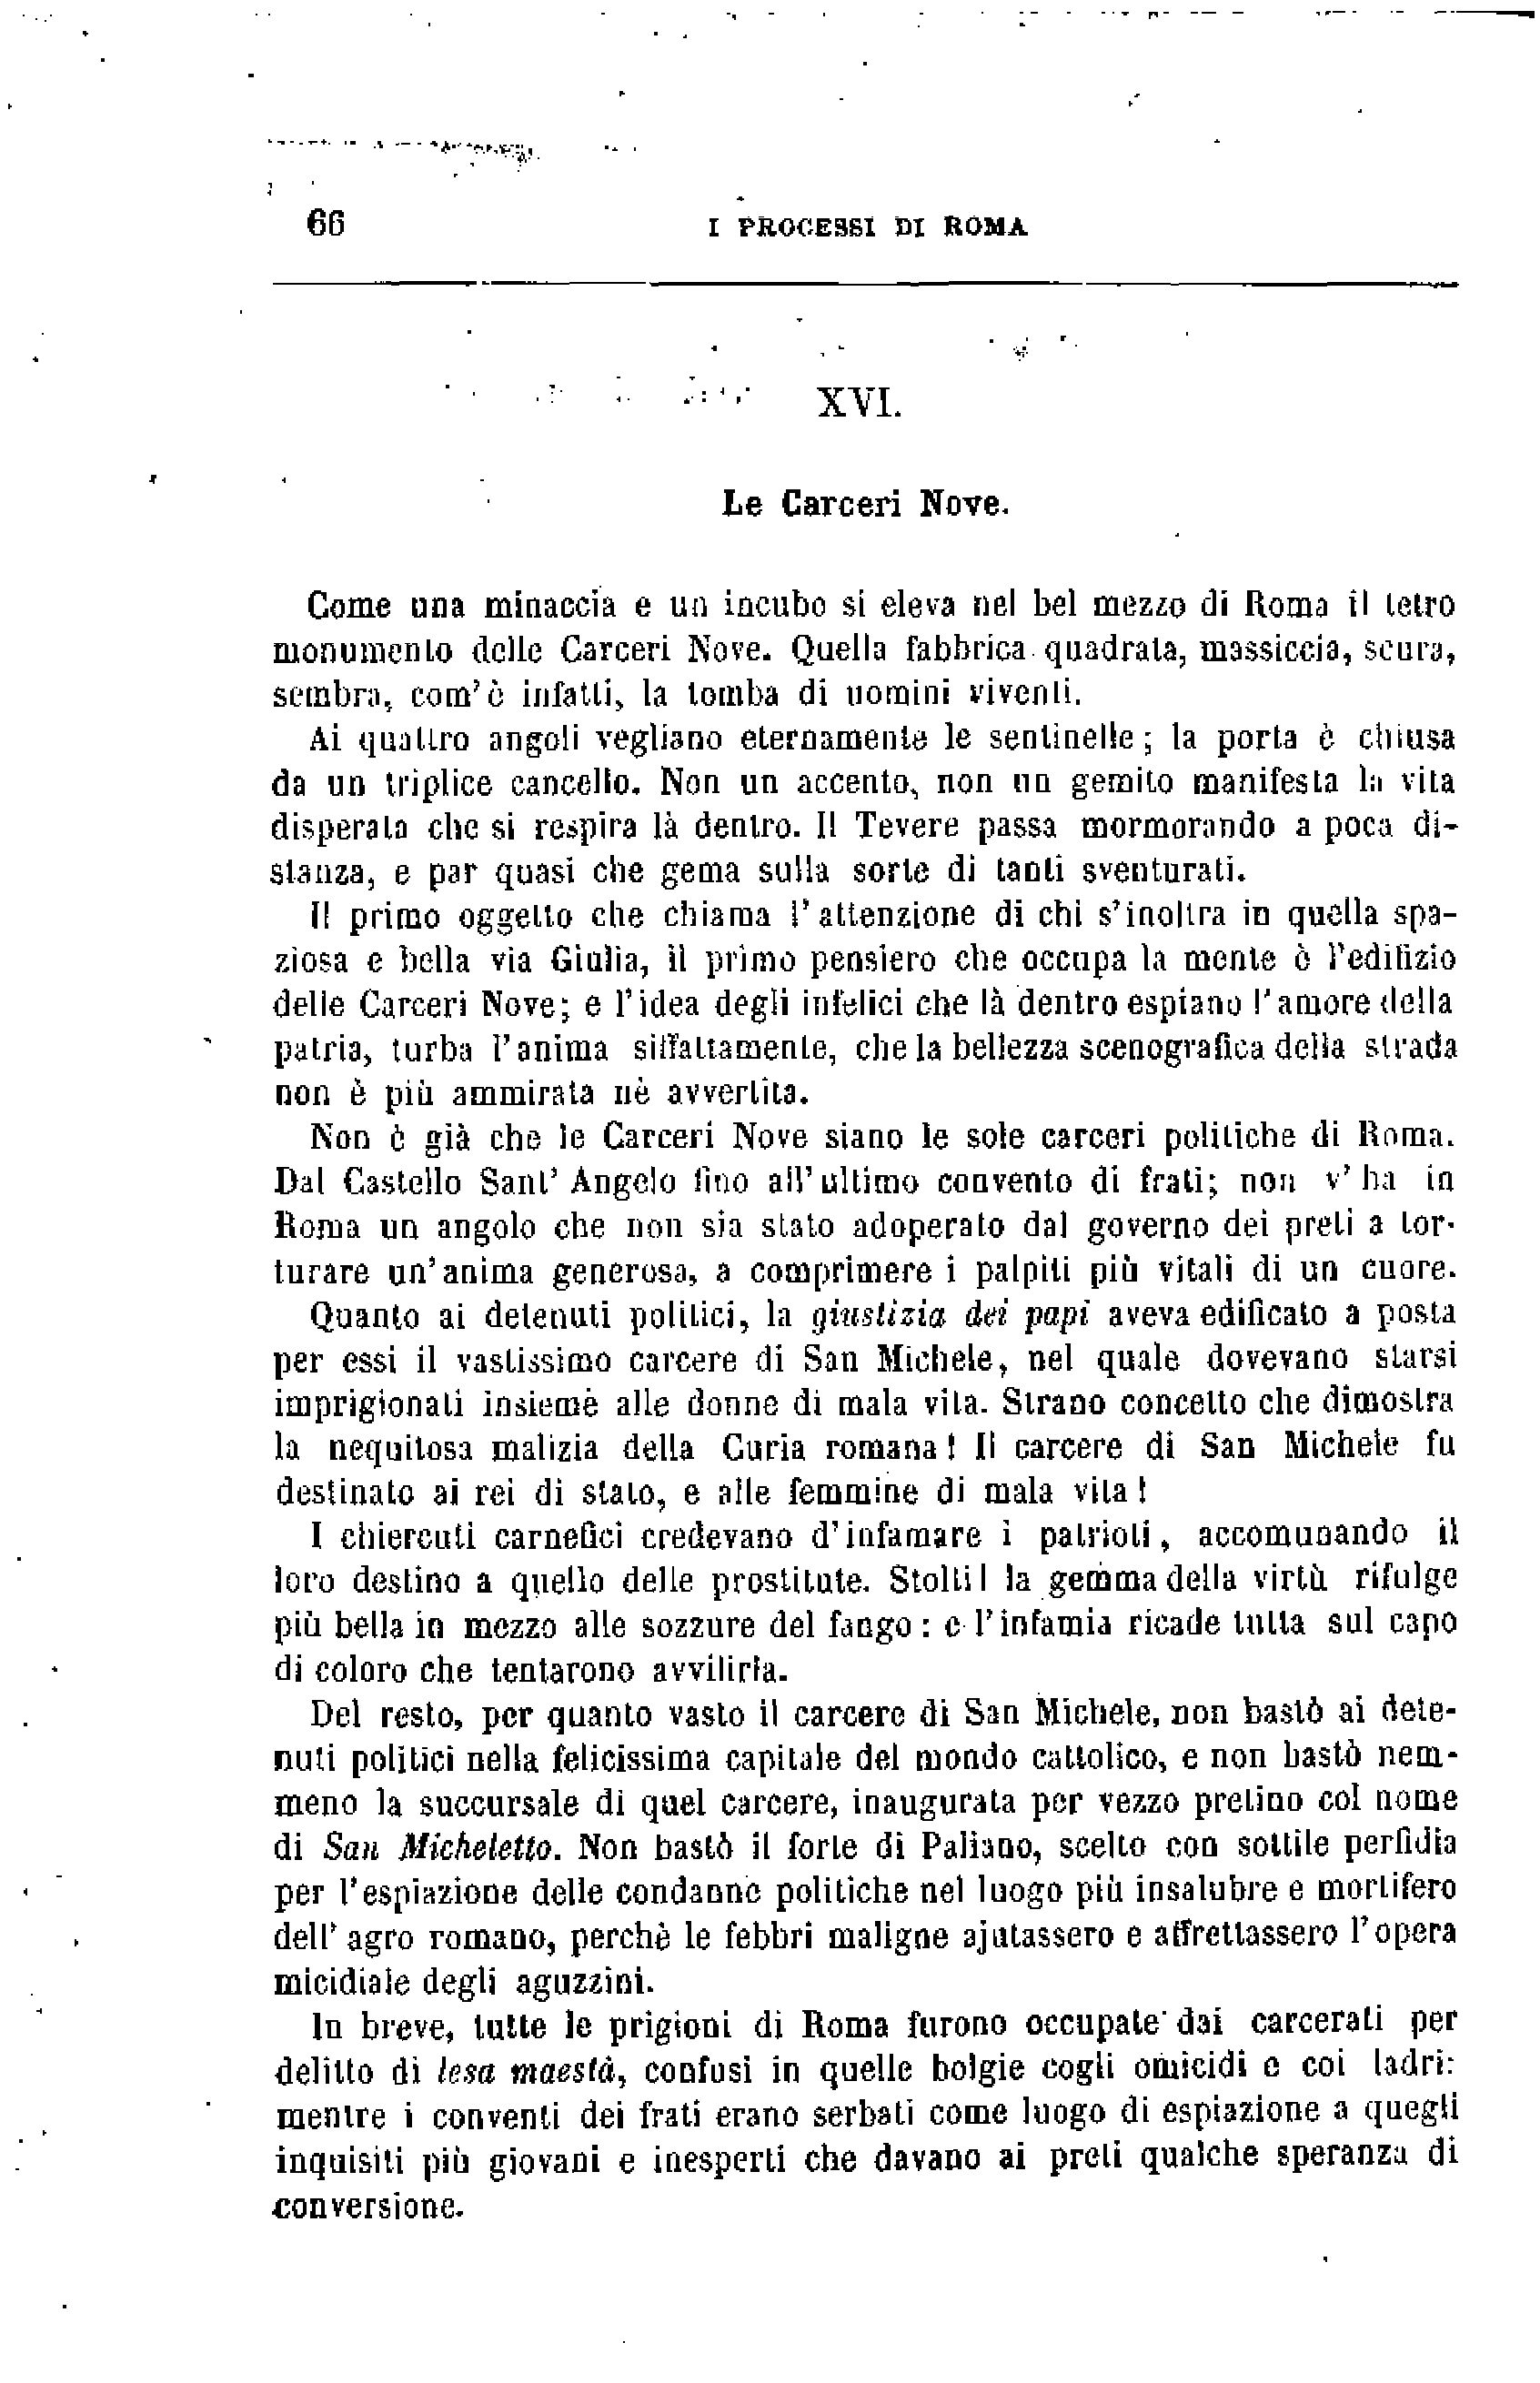 66 I PROCESSI DI ROMA
XVI.
Le Carceri Nove.
Come una minaccia e un incubo si eleva nel bel mezzo di Roma il tetro
monumento delle Carceri Nove. Quella fabbrica quadrata, massiccia, scura,
sembra, com'è infatti, la tomba di uomini viventi.
Ai quattro angoli vegliano eternamente le sentinelle; la porta è chiusa
da un triplice cancello. Non un accento, non un gemito manifesta la vita
disperata che si respira là dentro. Il Tevere passa mormorando a poca di-
stanza, e par quasi che gema sulla sorte di tanti sventurati.
Il primo oggetto che chiama l'attenzione di chi s'inoltra in quella spa-
ziosa e bella via Giulia, il primo pensiero che occupa la mente è l'edifizio
delle Carceri Nove; e l'idea degli infelici che là dentro espiano l'amore della
patria, turba l'anima siffattamente, che la bellezza scenografica della strada
non è più ammirata nè avvertita.
Non è già che le Carceri Nove siano le sole carceri politiche di Roma.
Dal Castello Sant' Angelo fino all'ultimo convento di frati; non v' ha in
Roma un angolo che non sia stato adoperato dal governo dei preti a tor-
turare un'anima generosa, a comprimere i palpiti più vitali di un cuore.
Quanto ai detenuti politici, la giustizia dei papi aveva edificato a posta
per essi il vastissimo carcere di San Michele, nel quale dovevano starsi
imprigionati insieme alle donne di mala vita. Strano concetto che dimostra
la nequitosa malizia della Curia romana! Il carcere di San Michele fu
destinato ai rei di stato, e alle femmine di mala vita!
I chiercuti carnefici credevano d'infamare i patrioti, accomunando il
loro destino a quello delle prostitute. Stolti! la gemma della virtù rifulge
più bella in mezzo alle sozzure del fango: e l'infamia ricade tutta sul capo
di coloro che tentarono avvilirla.
Del resto, per quanto vasto il carcere di San Michele, non bastò ai dete-
nuti politici nella felicissima capitale del mondo cattolico, e non bastò nem-
meno la succursale di quel carcere, inaugurata per vezzo pretino col nome
di San Micheletto. Non bastò il forte di Paliano, scelto con sottile perfidia
per l'espiazione delle condanne politiche nel luogo più insalubre e mortifero
dell' agro romano, perchè le febbri maligne ajutassero e affrettassero l'opera
micidiale degli aguzzini.
In breve, tutte le prigioni di Roma furono occupate dai carcerati per
delitto di lesa maestà, confusi in quelle bolgie cogli omicidi e coi ladri:
mentre i conventi dei frati erano serbati come luogo di espiazione a quegli
inquisiti più giovani e inesperti che davano ai preti qualche speranza di
conversione.